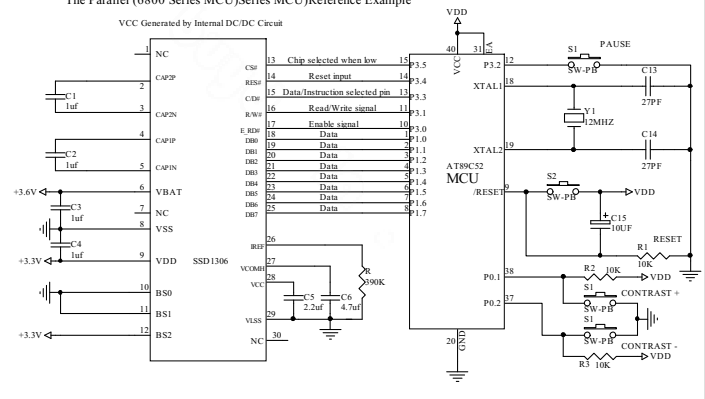 The Parallel (6800 Series MCU)Series MCU)Reference Example
VCC Generated by Internal DC/DC Circuit
1 NC
2 CAP2P
C1
1uf
3 CAP2N
4 CAP1P
C2
1uf
5 CAP1N
+3.6V 6 VBAT
C3
1uf
7 NC
8 VSS
C4
1uf
+3.3V 9 VDD
10 BS0
11 BS1
+3.3V 12 BS2
SSD1306
CS# 13 Chip selected when low 15 P3.5
RES# 14 Reset input 14 P3.4
C/D# 15 Data/Instruction selected pin 13 P3.3
R/W# 16 Read/Write signal 11 P3.1
E_RD# 17 Enable signal 10 P3.0
DB0 18 Data 1 P1.0
DB1 19 Data 2 P1.1
DB2 20 Data 3 P1.2
DB3 21 Data 4 P1.3
DB4 22 Data 5 P1.4
DB5 23 Data 6 P1.5
DB6 24 Data 7 P1.6
DB7 25 Data 8 P1.7
IREF 26
VCOMH 27
VCC 28
R
390K
C5
2.2uf
C6
4.7uf
VLSS 29
NC 30
VDD
40 VCC
31 EA
AT89C52
MCU
20 GND
P3.2 12
S1
SW-PB
PAUSE
XTAL1 18
C13
27PF
Y1
12MHZ
XTAL2 19
C14
27PF
/RESET 9
S2
SW-PB
VDD
C15
10UF
R1
10K
RESET
P0.1 38
R2 10K
VDD
S1
SW-PB
CONTRAST +
P0.2 37
S1
SW-PB
CONTRAST -
R3 10K
VDD